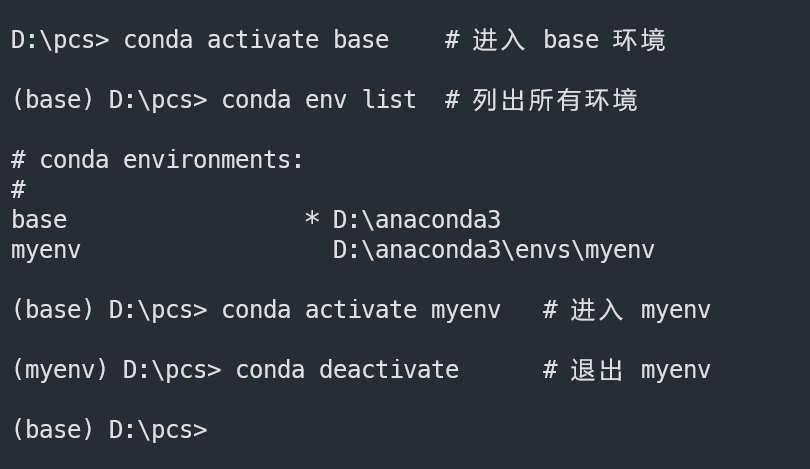 D:\pcs> conda activate base    # 进入 base 环境
(base) D:\pcs> conda env list  # 列出所有环境
# conda environments:
#
base                 * D:\anaconda3
myenv                  D:\anaconda3\envs\myenv
(base) D:\pcs> conda activate myenv   # 进入 myenv
(myenv) D:\pcs> conda deactivate      # 退出 myenv
(base) D:\pcs>